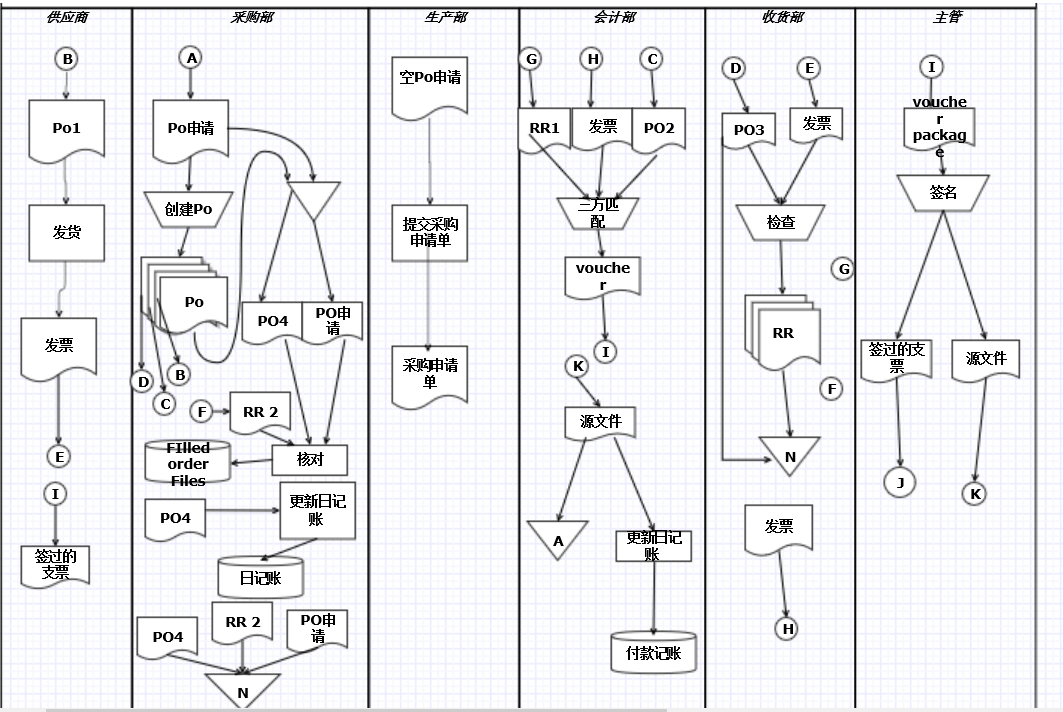 供应商
采购部
生产部
会计部
收货部
主管
B
Po1
发货
发票
E
I
签过的
支票
A
Po申请
创建Po
Po
D
C
B
PO4
PO申
请
F
RR 2
核对
FIlled
order
Files
PO4
更新日记
账
日记账
PO4
RR 2
PO申
请
N
空Po申请
提交采购
申请单
采购申请
单
G
H
C
RR1
发票
PO2
三方匹
配
vouche
r
I
K
源文件
A
更新日记
账
付款记账
D
E
PO3
发票
检查
G
RR
F
N
发票
H
I
vouche
r
packag
e
签名
签过的支
票
源文件
J
K